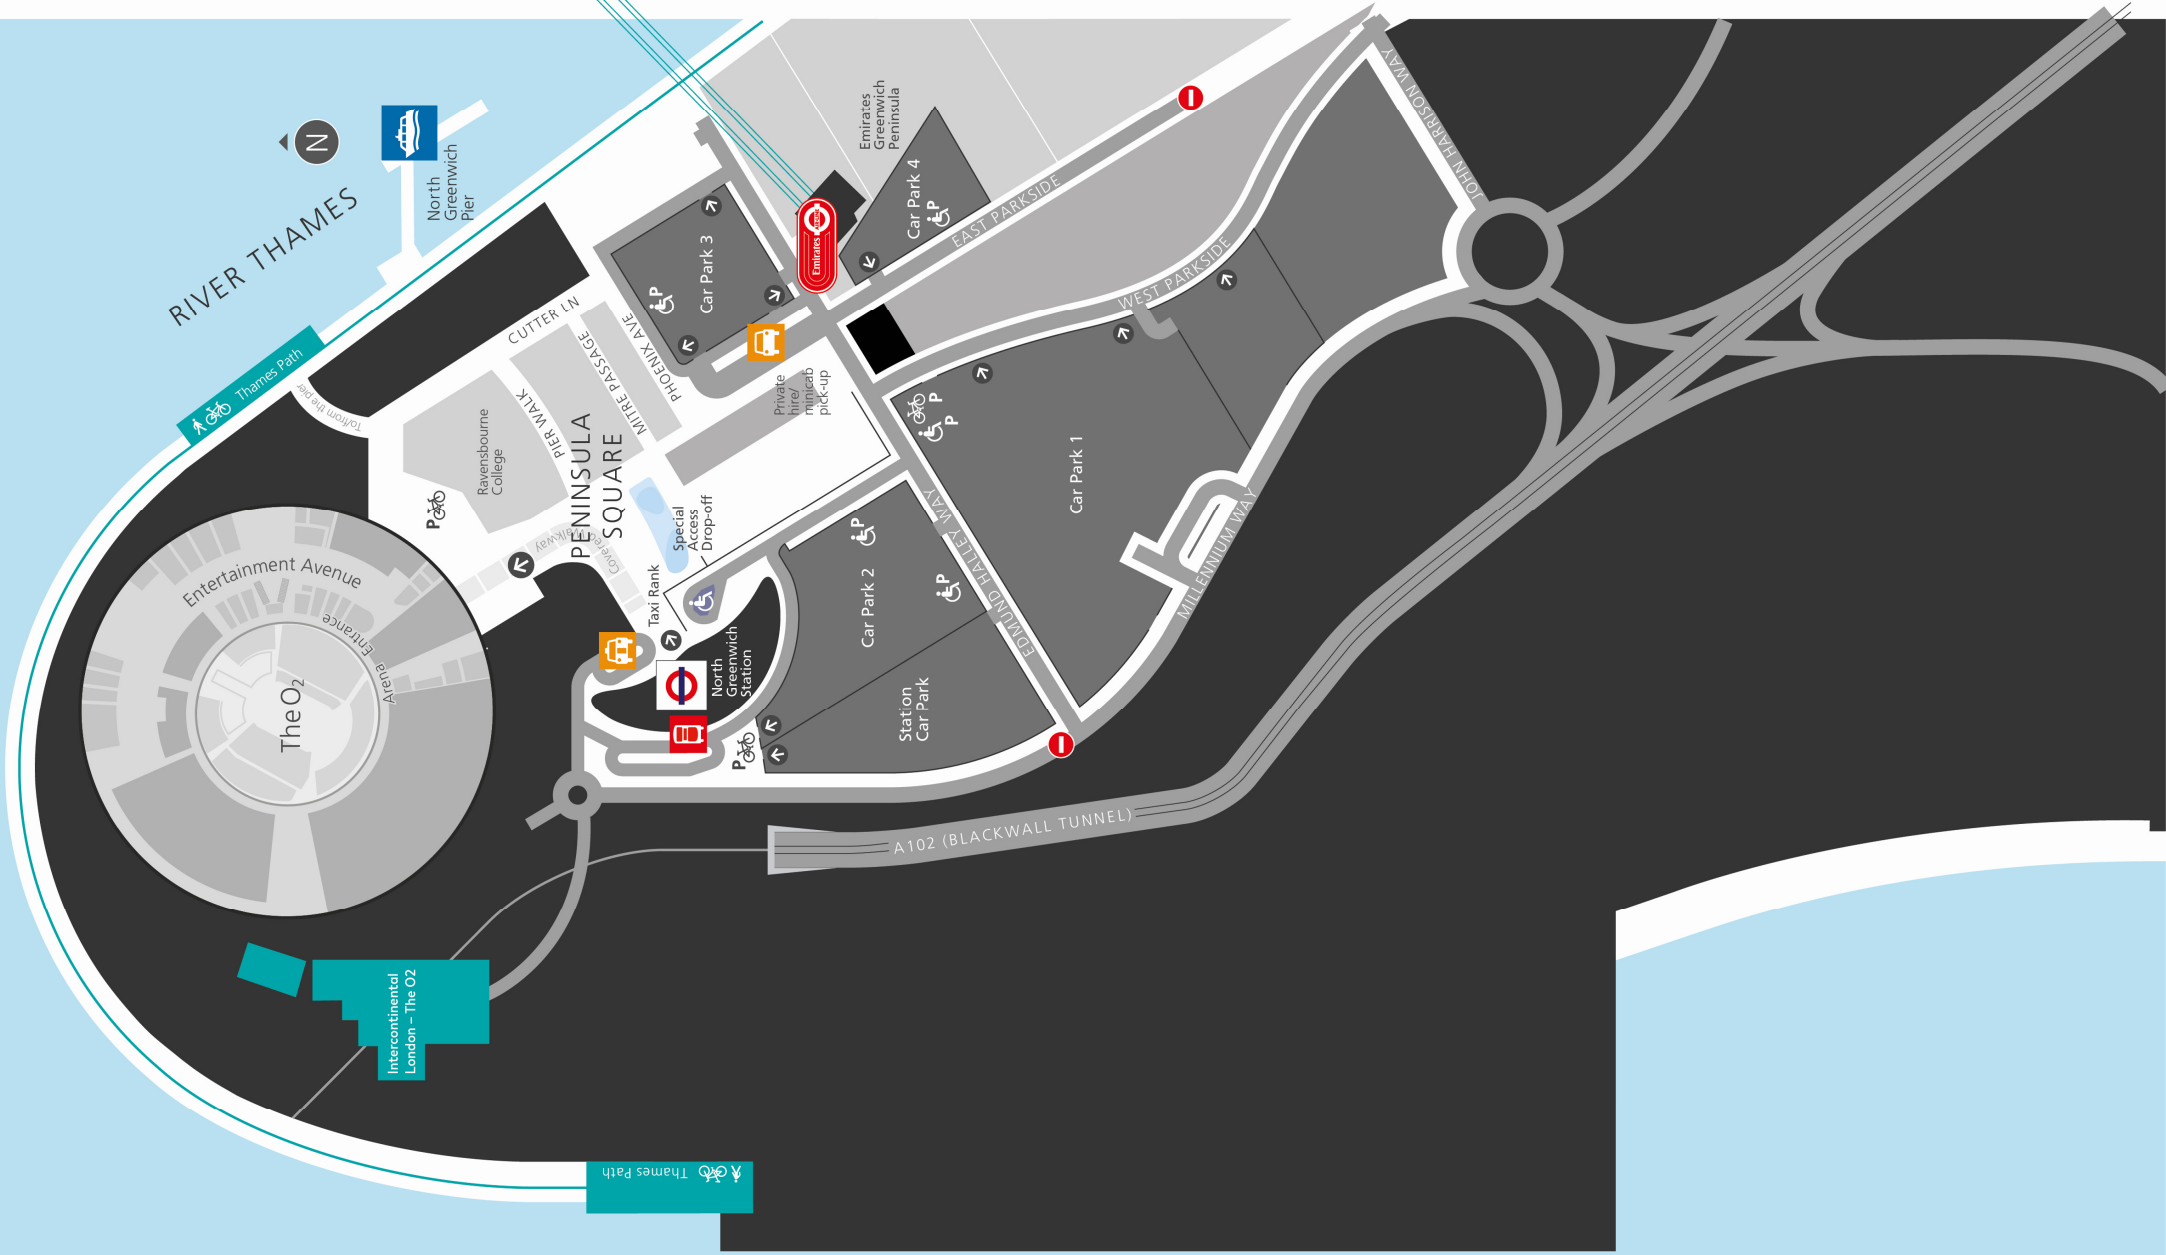 RIVER THAMES
N
North
Greenwich
Pier
Thames Path
To/from the pier
CUTTER LN
Ravensbourne
College
PIER WALK
MITRE PASSAGE
PHOENIX AVE
PENINSULA
SQUARE
Covered Walkway
P
Car Park 3
P
Emirates
Emirates
Greenwich
Peninsula
Car Park 4
P
EAST PARKSIDE
WEST PARKSIDE
JOHN HARRISON WAY
Private
hire/
minicab
pick-up
Special
Access
Drop-off
Taxi Rank
North
Greenwich
Station
P
Car Park 2
P
P
Station
Car Park
EDMUND HALLEY WAY
Car Park 1
P
P
MILLENNIUM WAY
A102 (BLACKWALL TUNNEL)
Entertainment Avenue
Arena Entrance
The O2
Intercontinental
London – The O2
Thames Path